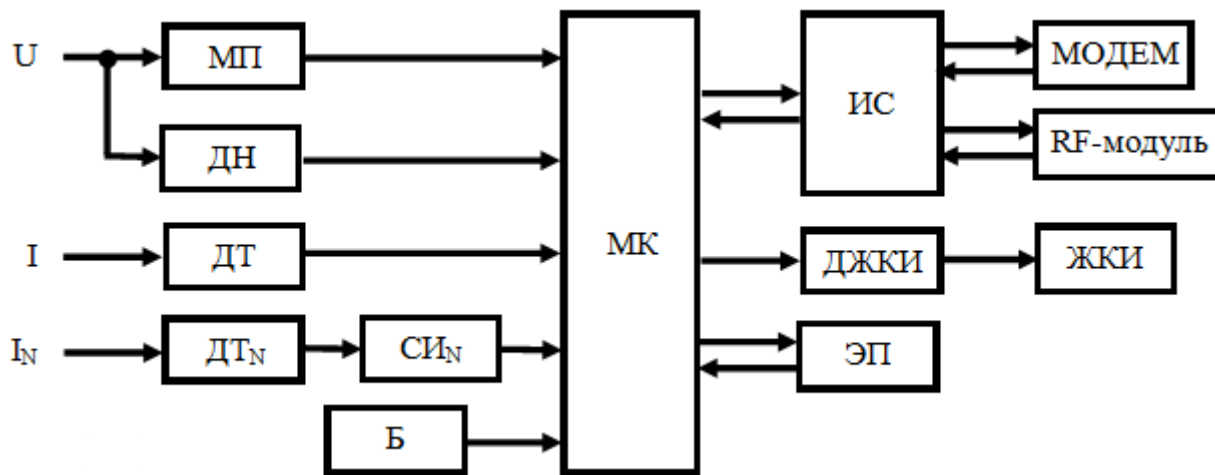 U
МП
ДН
I
ДТ
I_N
ДТ_N
СИ_N
Б
МК
ИС
МОДЕМ
RF-модуль
ДЖКИ
ЖКИ
ЭП